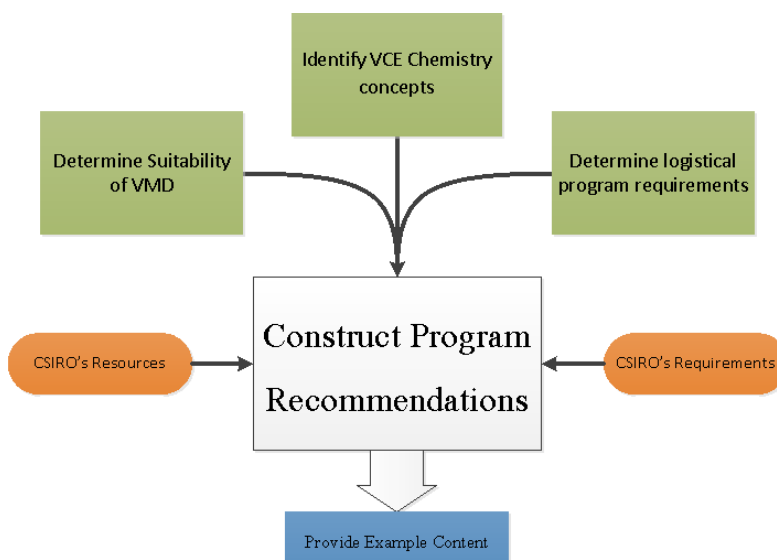 Identify VCE Chemistry
concepts
Determine Suitability
of VMD
Determine logistical
program requirements
Construct Program
Recommendations
CSIRO's Resources
CSIRO's Requirements
Provide Example Content